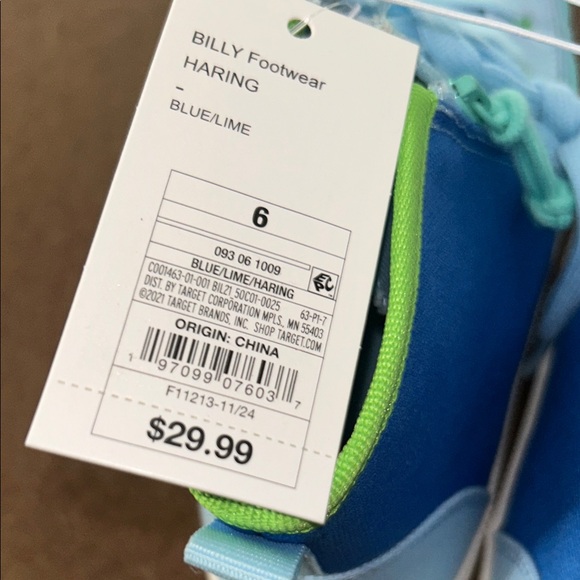 BILLY Footwear
HARING
-
BLUE/LIME
6
093 06 1009
BLUE/LIME/HARING
C001463-01-001 BIL21_50C01-0025 63-P1-7
DIST. BY TARGET CORPORATION MPLS, MN 55403
©2021 TARGET BRANDS, INC. SHOP TARGET.COM
ORIGIN: CHINA
1 97099 07603 7
F11213-11/24
$29.99